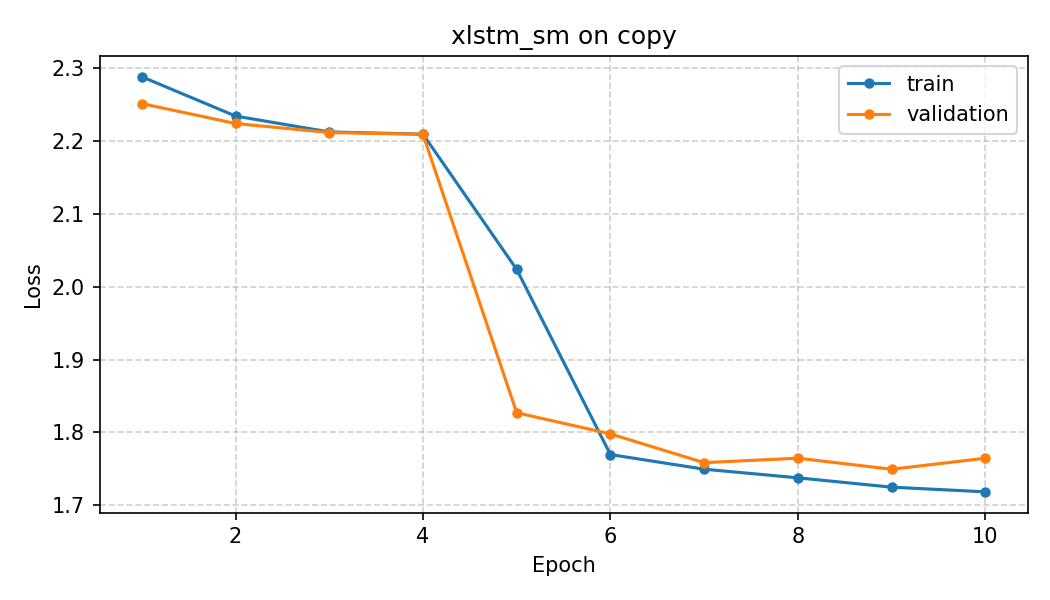 xlstm_sm on copy
train
validation
Loss
2.3
2.2
2.1
2.0
1.9
1.8
1.7
2 4 6 8 10
Epoch